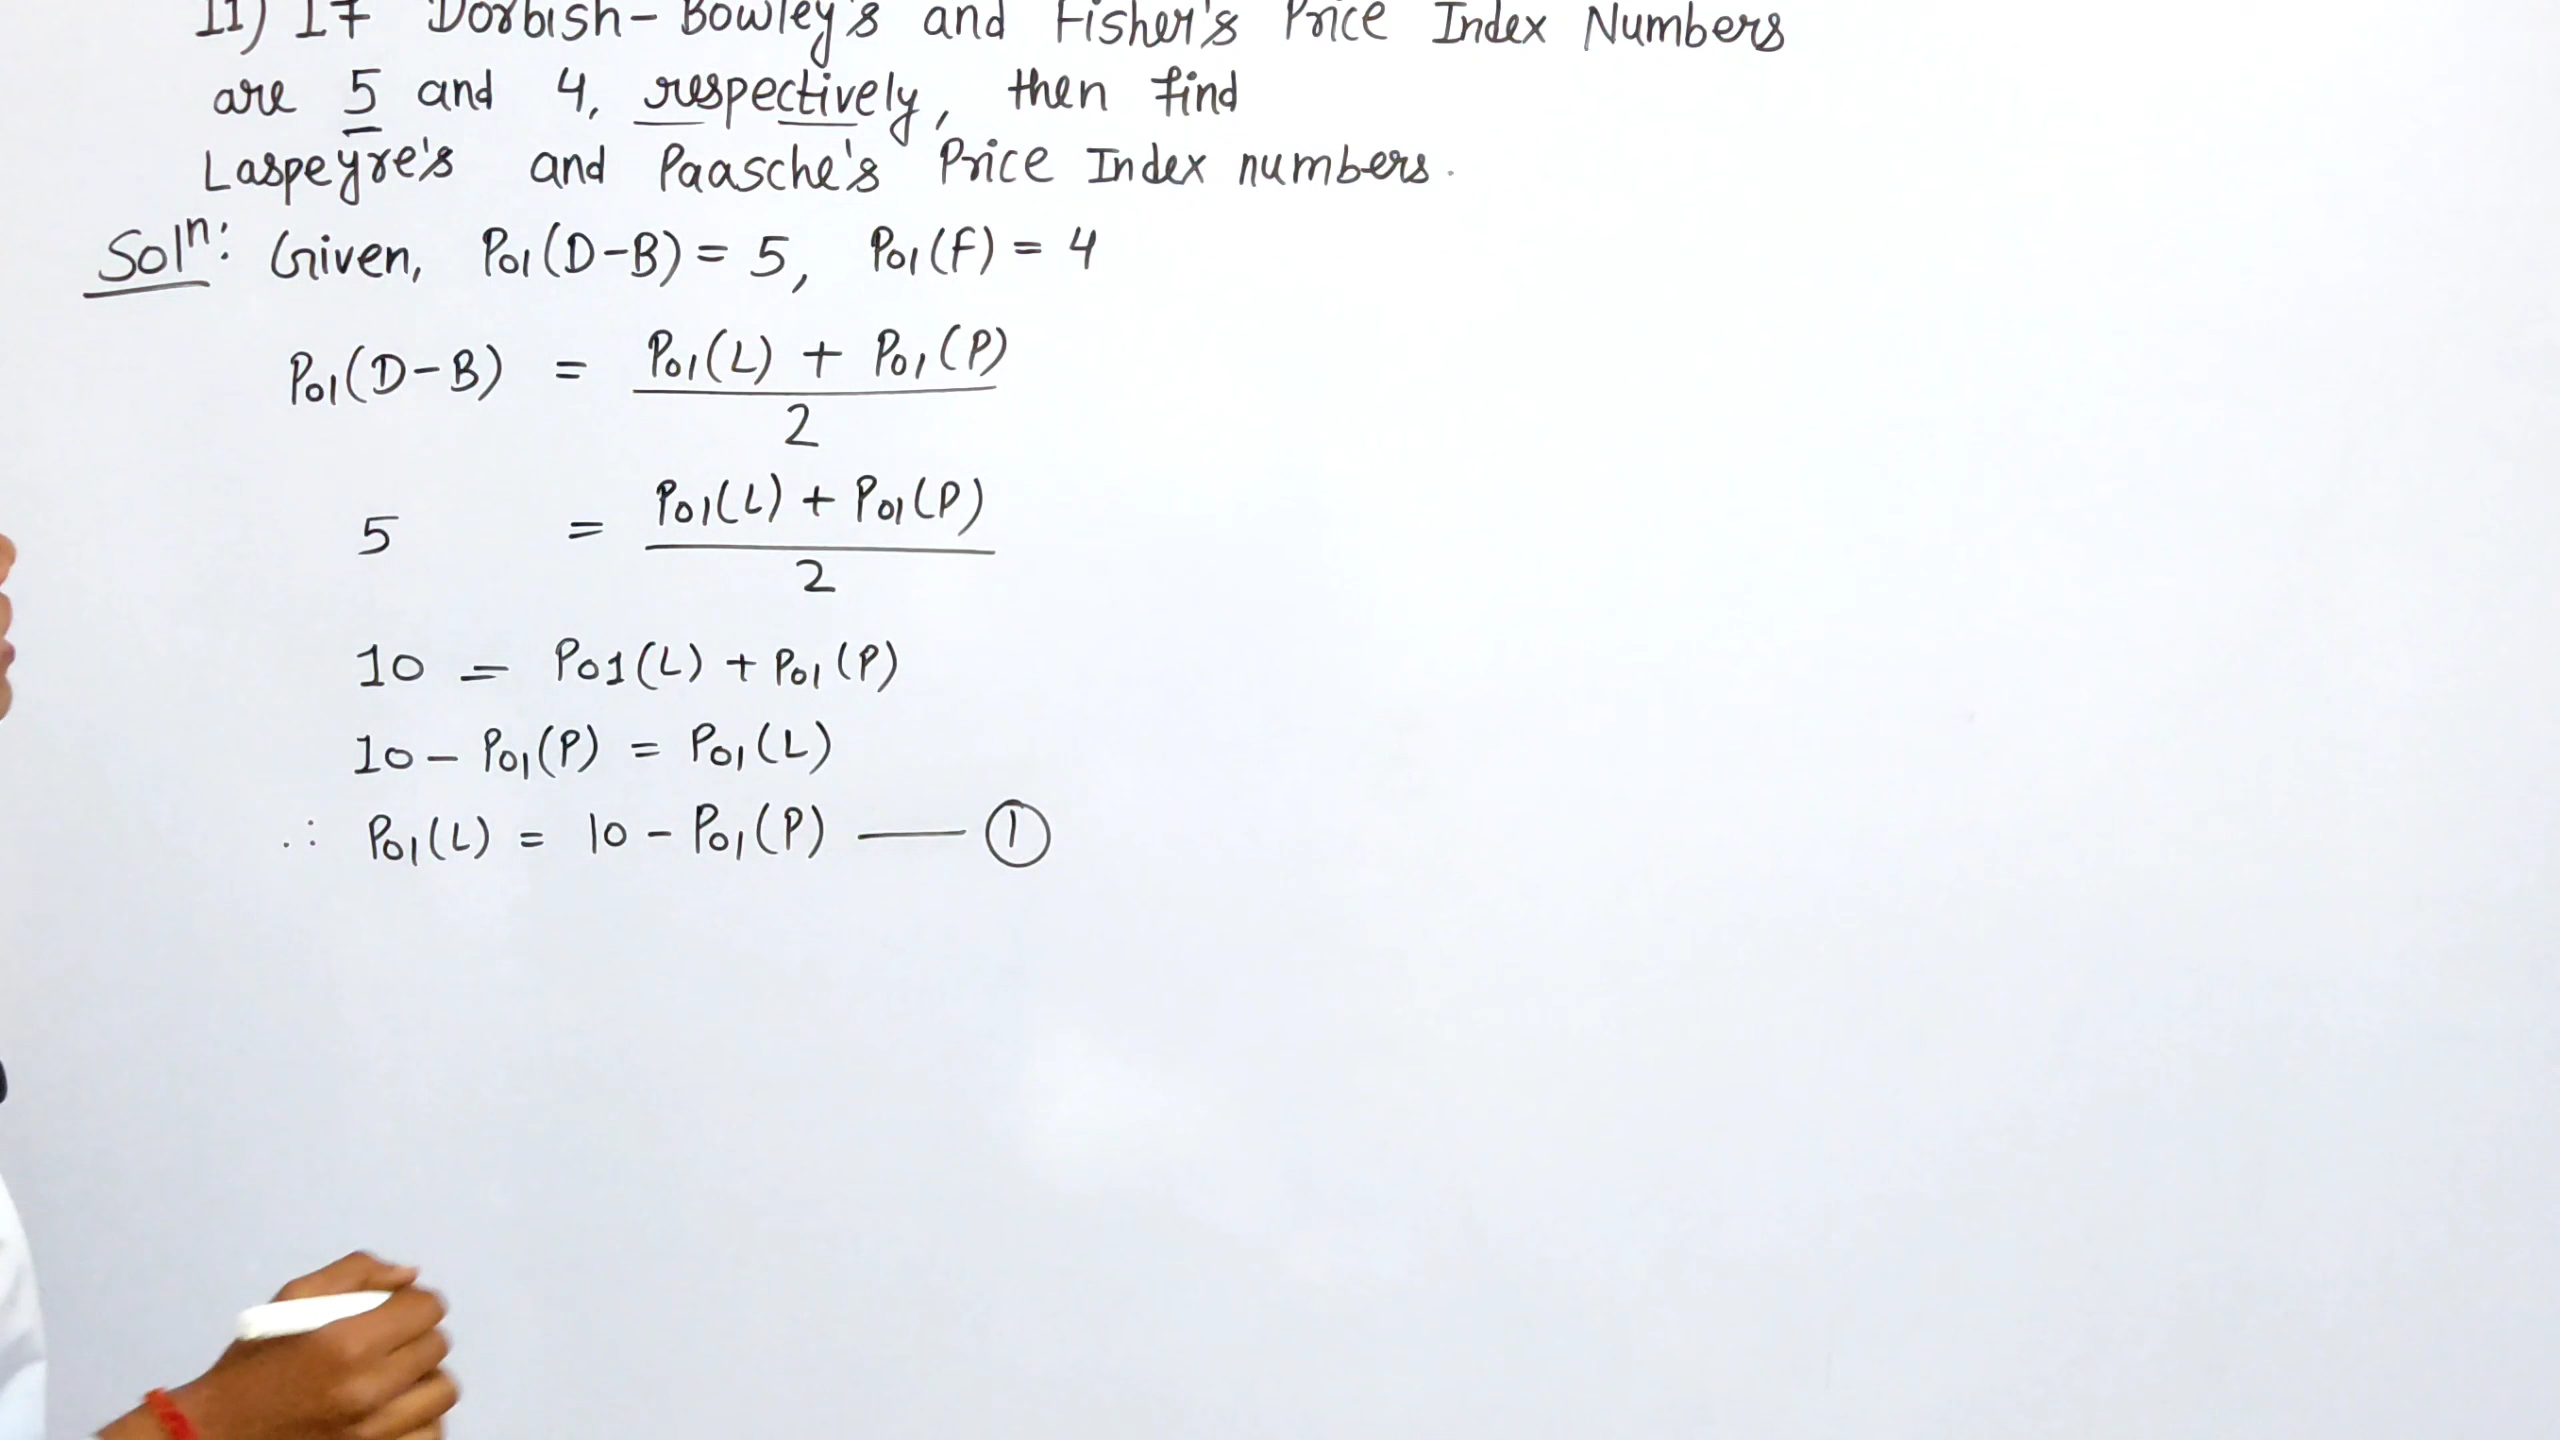 11) If Dorbish-Bowley's and Fisher's Price Index Numbers
are 5 and 4, respectively, then find
Laspeyre's and Paasche's Price Index numbers.
Solⁿ: Given, P₀₁(D-B) = 5, P₀₁(F) = 4
P₀₁(D-B) = P₀₁(L) + P₀₁(P)
2
5 = P₀₁(L) + P₀₁(P)
2
10 = P₀₁(L) + P₀₁(P)
10 - P₀₁(P) = P₀₁(L)
∴ P₀₁(L) = 10 - P₀₁(P) — ①